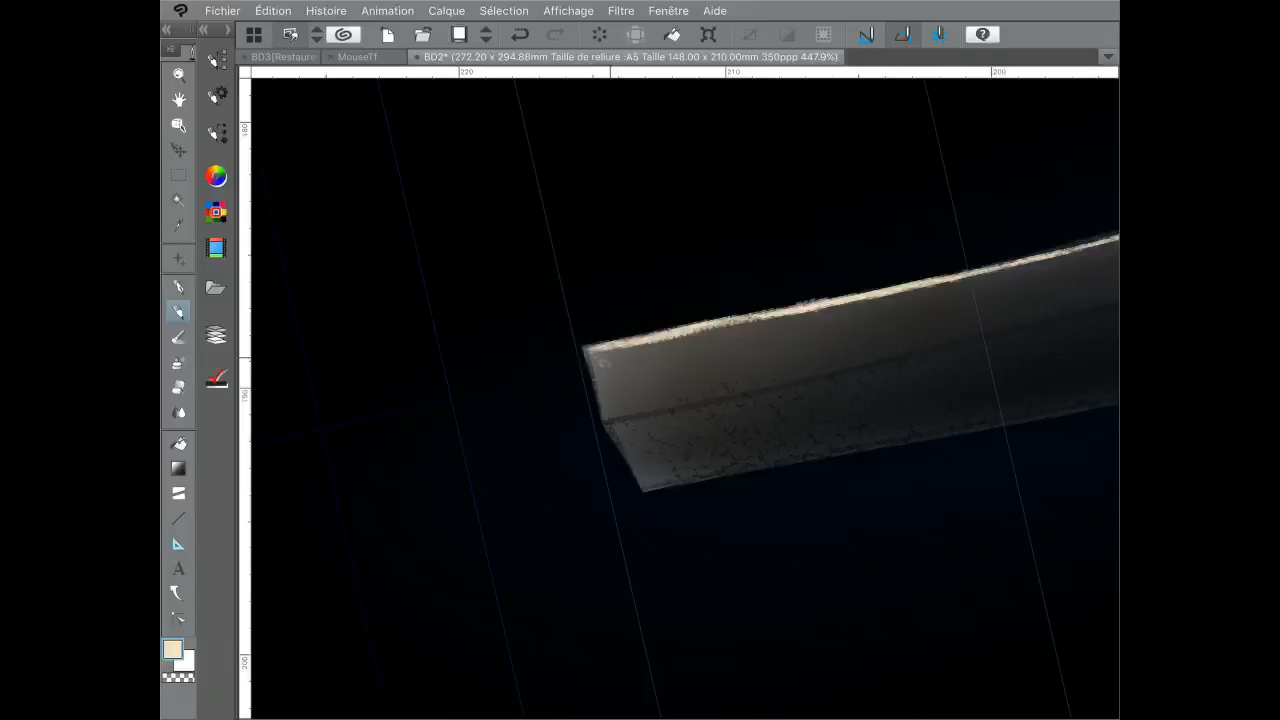 Fichier Édition Histoire Animation Calque Sélection Affichage Filtre Fenêtre Aide
BD3[Restaure MouseTf BD2* (272.20 x 294.88mm Taille de reliure :A5 Taille 148.00 x 210.00mm 350ppp 447.9%)
220 210 200
180
190
200